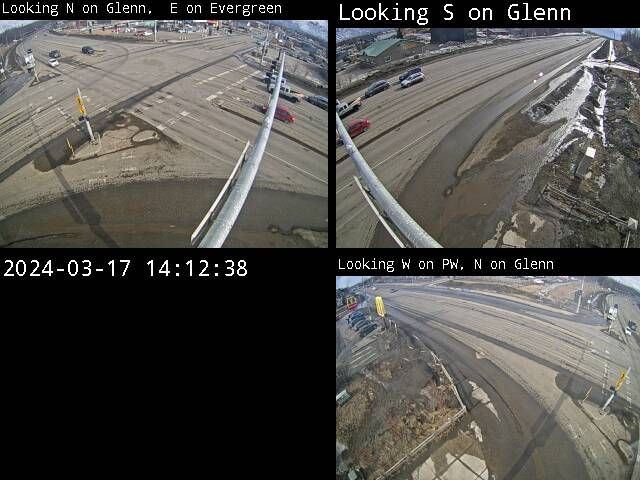 Looking N on Glenn,  E on Evergreen
Looking S on Glenn
2024-03-17 14:12:38
Looking W on PW, N on Glenn